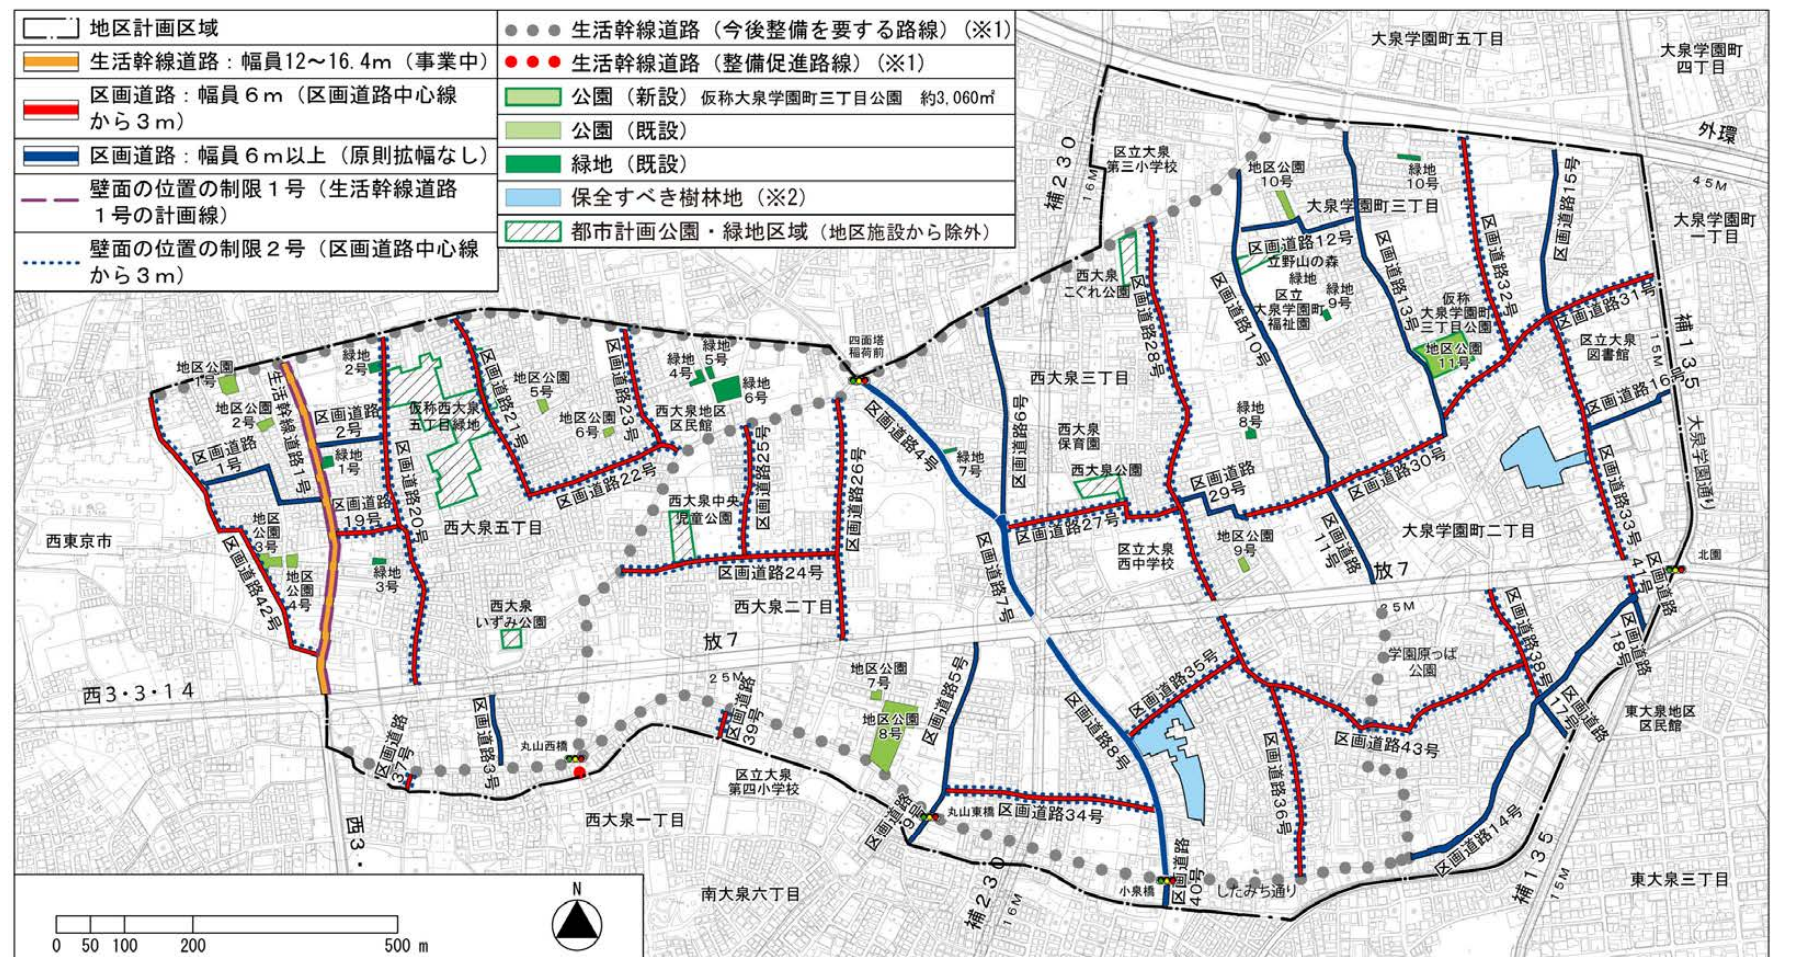 地区計画区域
生活幹線道路：幅員12～16.4m（事業中）
区画道路：幅員６ｍ（区画道路中心線
から３ｍ）
区画道路：幅員６ｍ以上（原則拡幅なし）
壁面の位置の制限１号（生活幹線道路
１号の計画線）
壁面の位置の制限２号（区画道路中心線
から３ｍ）
生活幹線道路（今後整備を要する路線）（※1）
生活幹線道路（整備促進路線）（※1）
公園（新設）仮称大泉学園町三丁目公園　約3,060㎡
公園（既設）
緑地（既設）
保全すべき樹林地（※2）
都市計画公園・緑地区域（地区施設から除外）
大泉学園町五丁目
大泉学園町
四丁目
外環
45M
大泉学園町
一丁目
補230
16M
区立大泉
第三小学校
地区公園
10号
緑地
10号
大泉学園町三丁目
区画道路15号
区画道路12号
立野山の森
緑地
区立
大泉学園町
福祉園
緑地
9号
区画道路13号
区画道路32号
仮称
大泉学園町
三丁目公園
地区公園
11号
区画道路31号
補135
15M
区立大泉
図書館
区画道路16号
大泉学園通り
西大泉
こぐれ公園
区画道路28号
区画道路10号
四面塔
稲荷前
西大泉三丁目
区画道路6号
緑地
8号
西大泉
保育園
西大泉公園
区画道路
29号
区画道路30号
区画道路33号
地区公園
1号
地区公園
2号
生活幹線道路1号
緑地
2号
区画道路
2号
仮称西大泉
五丁目緑地
区画道路21号
地区公園
5号
地区公園
6号
区画道路23号
緑地
4号
緑地
5号
緑地
6号
西大泉地区
区民館
区画道路4号
緑地
7号
区画道路
1号
緑地
1号
区画道路
19号
区画道路20号
区画道路22号
区画道路25号
区画道路26号
西大泉中央
児童公園
西大泉五丁目
西東京市
地区
公園
3号
地区
公園
4号
緑地
3号
区画道路42号
区画道路24号
西大泉二丁目
西大泉
いずみ公園
区画道路27号
区画道路7号
区立大泉
西中学校
地区公園
9号
区画道路
11号
大泉学園町二丁目
放7
25M
北園
区画道路
41号
区画道路
18号
放7
25M
西3・3・14
学園原っぱ
公園
区画道路38号
区画道路
17号
東大泉地区
区民館
区画道路35号
区画道路43号
区画道路5号
地区公園
7号
地区公園
8号
区画道路8号
区画道路
39号
区画道路3号
区画道路
37号
丸山西橋
区立大泉
第四小学校
西大泉一丁目
区画道路
9号
丸山東橋
区画道路34号
区画道路36号
区画道路14号
西3・
南大泉六丁目
補230
16M
小泉橋
区画道路
40号
したみち通り
補135
15M
東大泉三丁目
N
0 50 100 200 500 m